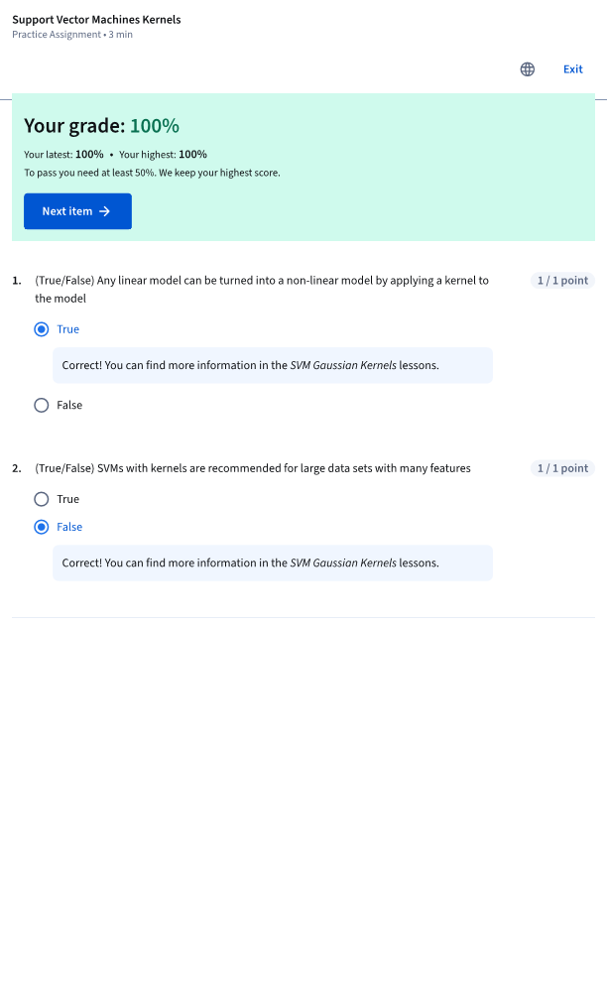 Support Vector Machines Kernels
Practice Assignment • 3 min
Exit
Your grade: 100%
Your latest: 100% • Your highest: 100%
To pass you need at least 50%. We keep your highest score.
Next item →
1. (True/False) Any linear model can be turned into a non-linear model by applying a kernel to 1 / 1 point
the model
True
Correct! You can find more information in the SVM Gaussian Kernels lessons.
False
2. (True/False) SVMs with kernels are recommended for large data sets with many features 1 / 1 point
True
False
Correct! You can find more information in the SVM Gaussian Kernels lessons.